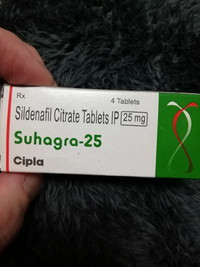 Rx
4 Tablets
Sildenafil Citrate Tablets IP 25 mg
Suhagra-25
Cipla